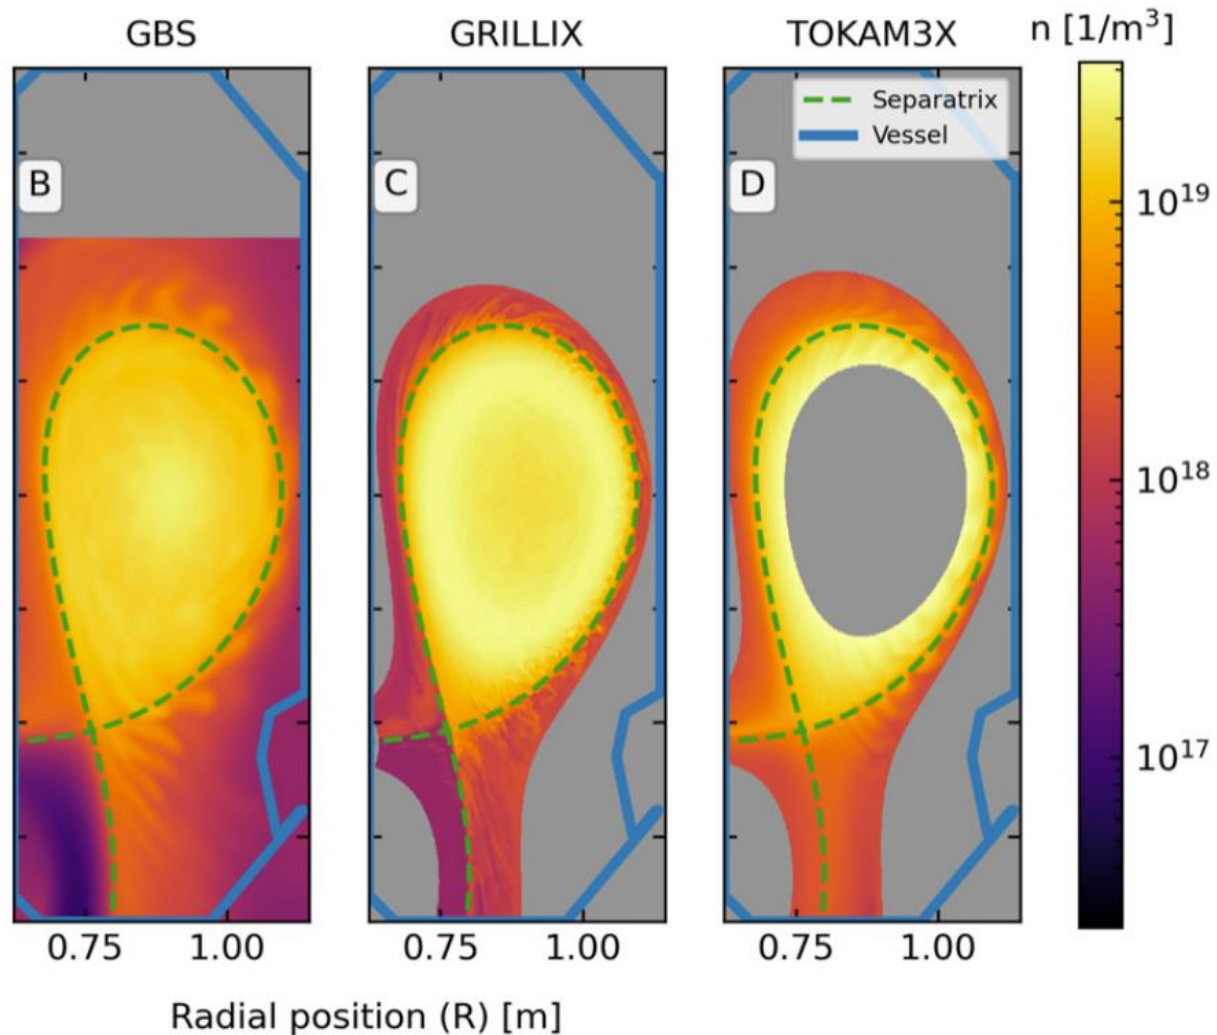 GBS
GRILLIX
TOKAM3X
n [1/m³]
Separatrix
Vessel
B
C
D
10¹⁹
10¹⁸
10¹⁷
0.75 1.00
0.75 1.00
0.75 1.00
Radial position (R) [m]